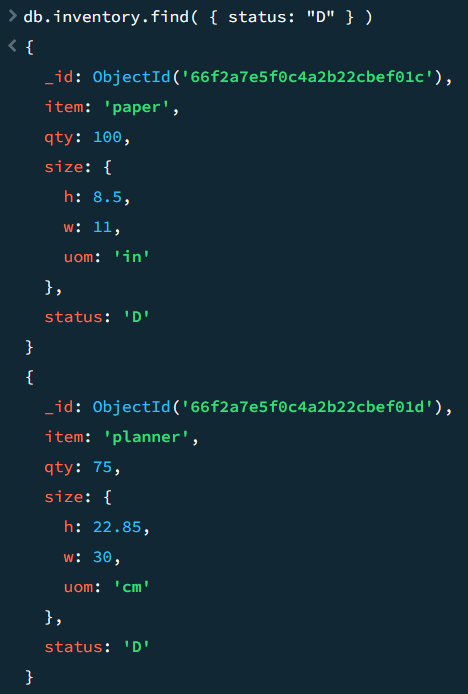 > db.inventory.find( { status: "D" } )
< {
    _id: ObjectId('66f2a7e5f0c4a2b22cbef01c'),
    item: 'paper',
    qty: 100,
    size: {
      h: 8.5,
      w: 11,
      uom: 'in'
    },
    status: 'D'
  }
  {
    _id: ObjectId('66f2a7e5f0c4a2b22cbef01d'),
    item: 'planner',
    qty: 75,
    size: {
      h: 22.85,
      w: 30,
      uom: 'cm'
    },
    status: 'D'
  }